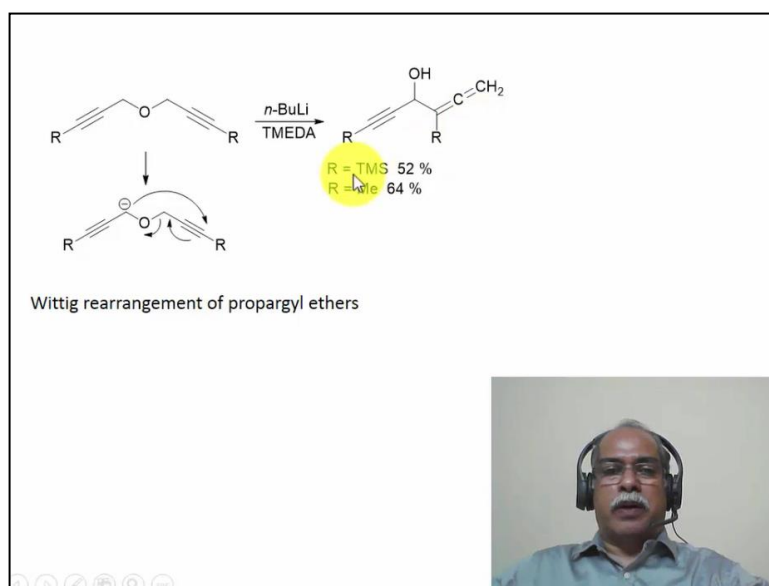 OH
R O R
n-BuLi
TMEDA
R R C CH₂
R = TMS 52 %
R = Me 64 %
⊖
R O R
Wittig rearrangement of propargyl ethers